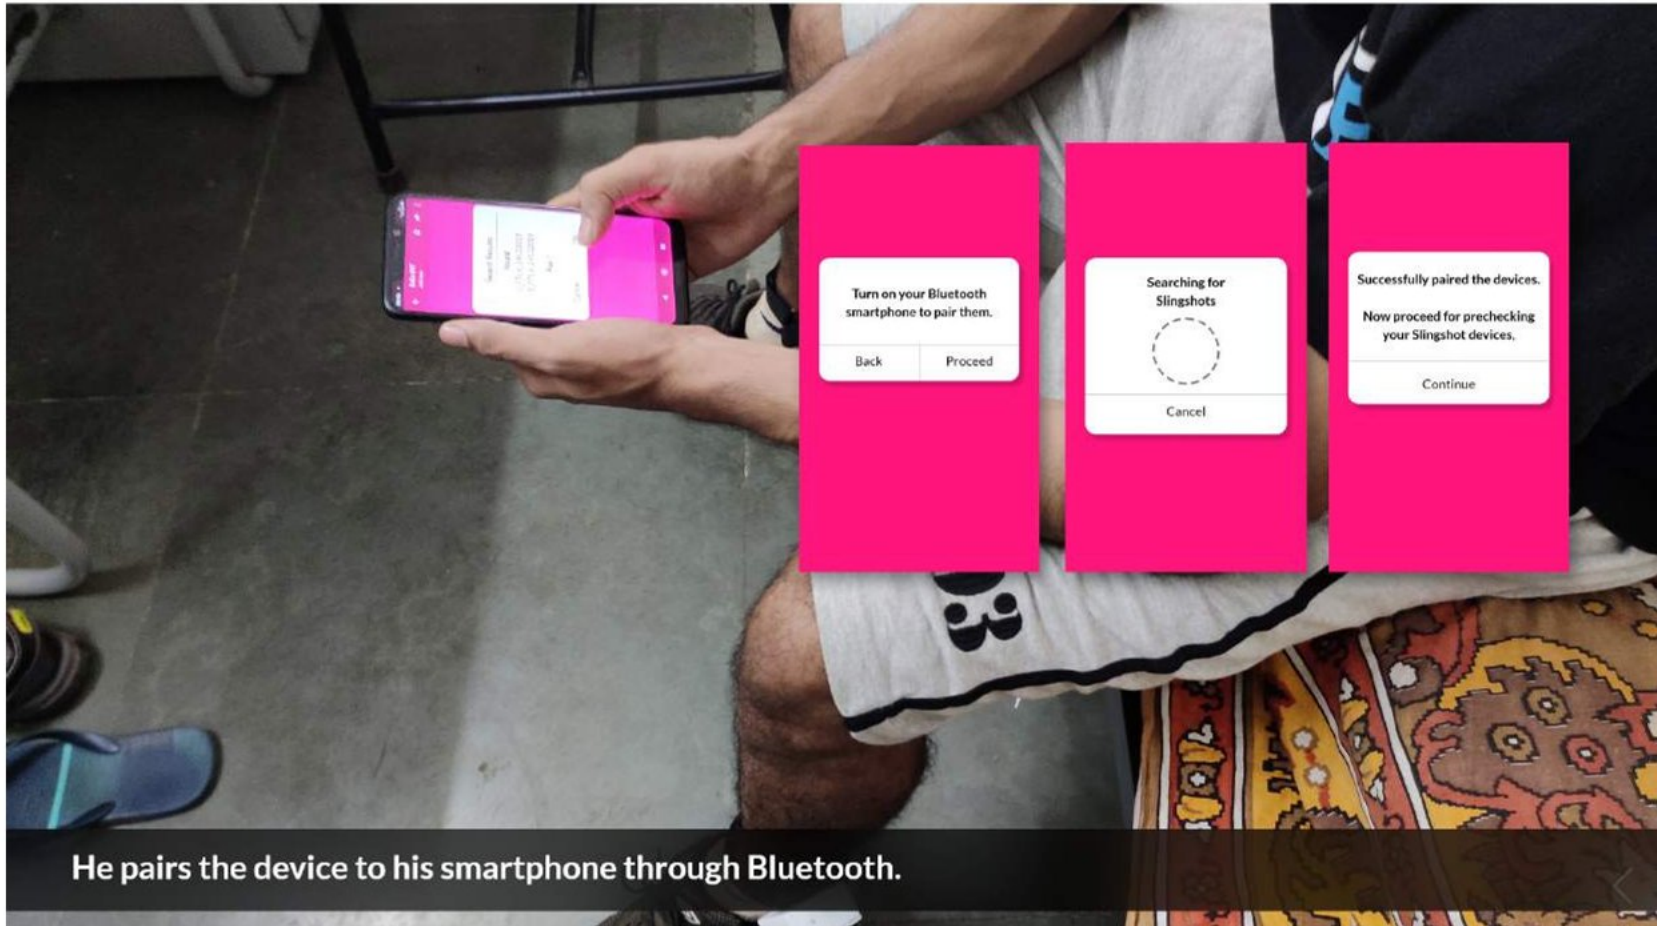 Turn on your Bluetooth
smartphone to pair them.
Back
Proceed
Searching for
Slingshots
Cancel
Successfully paired the devices.
Now proceed for prechecking
your Slingshot devices,
Continue
He pairs the device to his smartphone through Bluetooth.